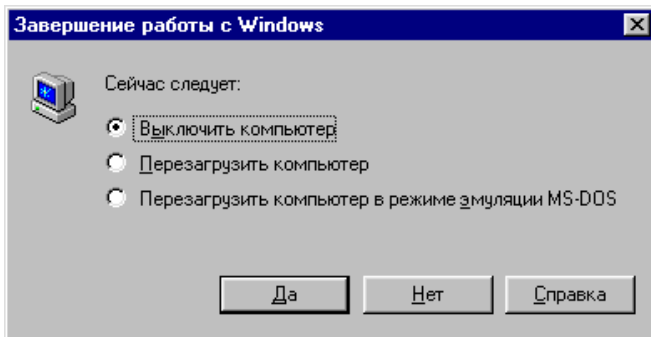 Завершение работы с Windows
Сейчас следует:
Выключить компьютер
Перезагрузить компьютер
Перезагрузить компьютер в режиме эмуляции MS-DOS
Да Нет Справка